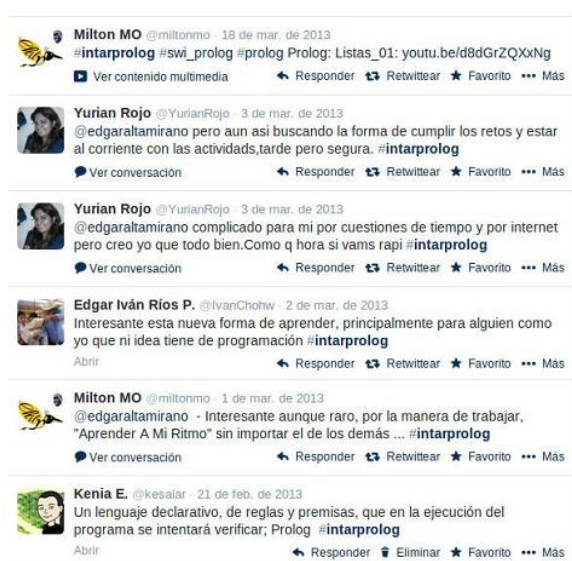 Milton MO @miltonmo · 18 de mar. de 2013
#intarprolog #swi_prolog #prolog Prolog: Listas_01: youtu.be/d8dGrZQXxNg
Ver contenido multimedia Responder Retwittear Favorito Más
Yurian Rojo @YurianRojo · 3 de mar. de 2013
@edgaraltamirano pero aun asi buscando la forma de cumplir los retos y estar
al corriente con las actividads,tarde pero segura. #intarprolog
Ver conversación Responder Retwittear Favorito Más
Yurian Rojo @YurianRojo · 3 de mar. de 2013
@edgaraltamirano complicado para mi por cuestiones de tiempo y por internet
pero creo yo que todo bien.Como q hora si vams rapi #intarprolog
Ver conversación Responder Retwittear Favorito Más
Edgar Iván Ríos P. @IvanChohw · 2 de mar. de 2013
Interesante esta nueva forma de aprender, principalmente para alguien como
yo que ni idea tiene de programación #intarprolog
Abrir Responder Retwittear Favorito Más
Milton MO @miltonmo · 1 de mar. de 2013
@edgaraltamirano - Interesante aunque raro, por la manera de trabajar,
"Aprender A Mi Ritmo" sin importar el de los demás ... #intarprolog
Ver conversación Responder Retwittear Favorito Más
Kenia E. @kesalar · 21 de feb. de 2013
Un lenguaje declarativo, de reglas y premisas, que en la ejecución del
programa se intentará verificar; Prolog #intarprolog
Abrir Responder Eliminar Favorito Más